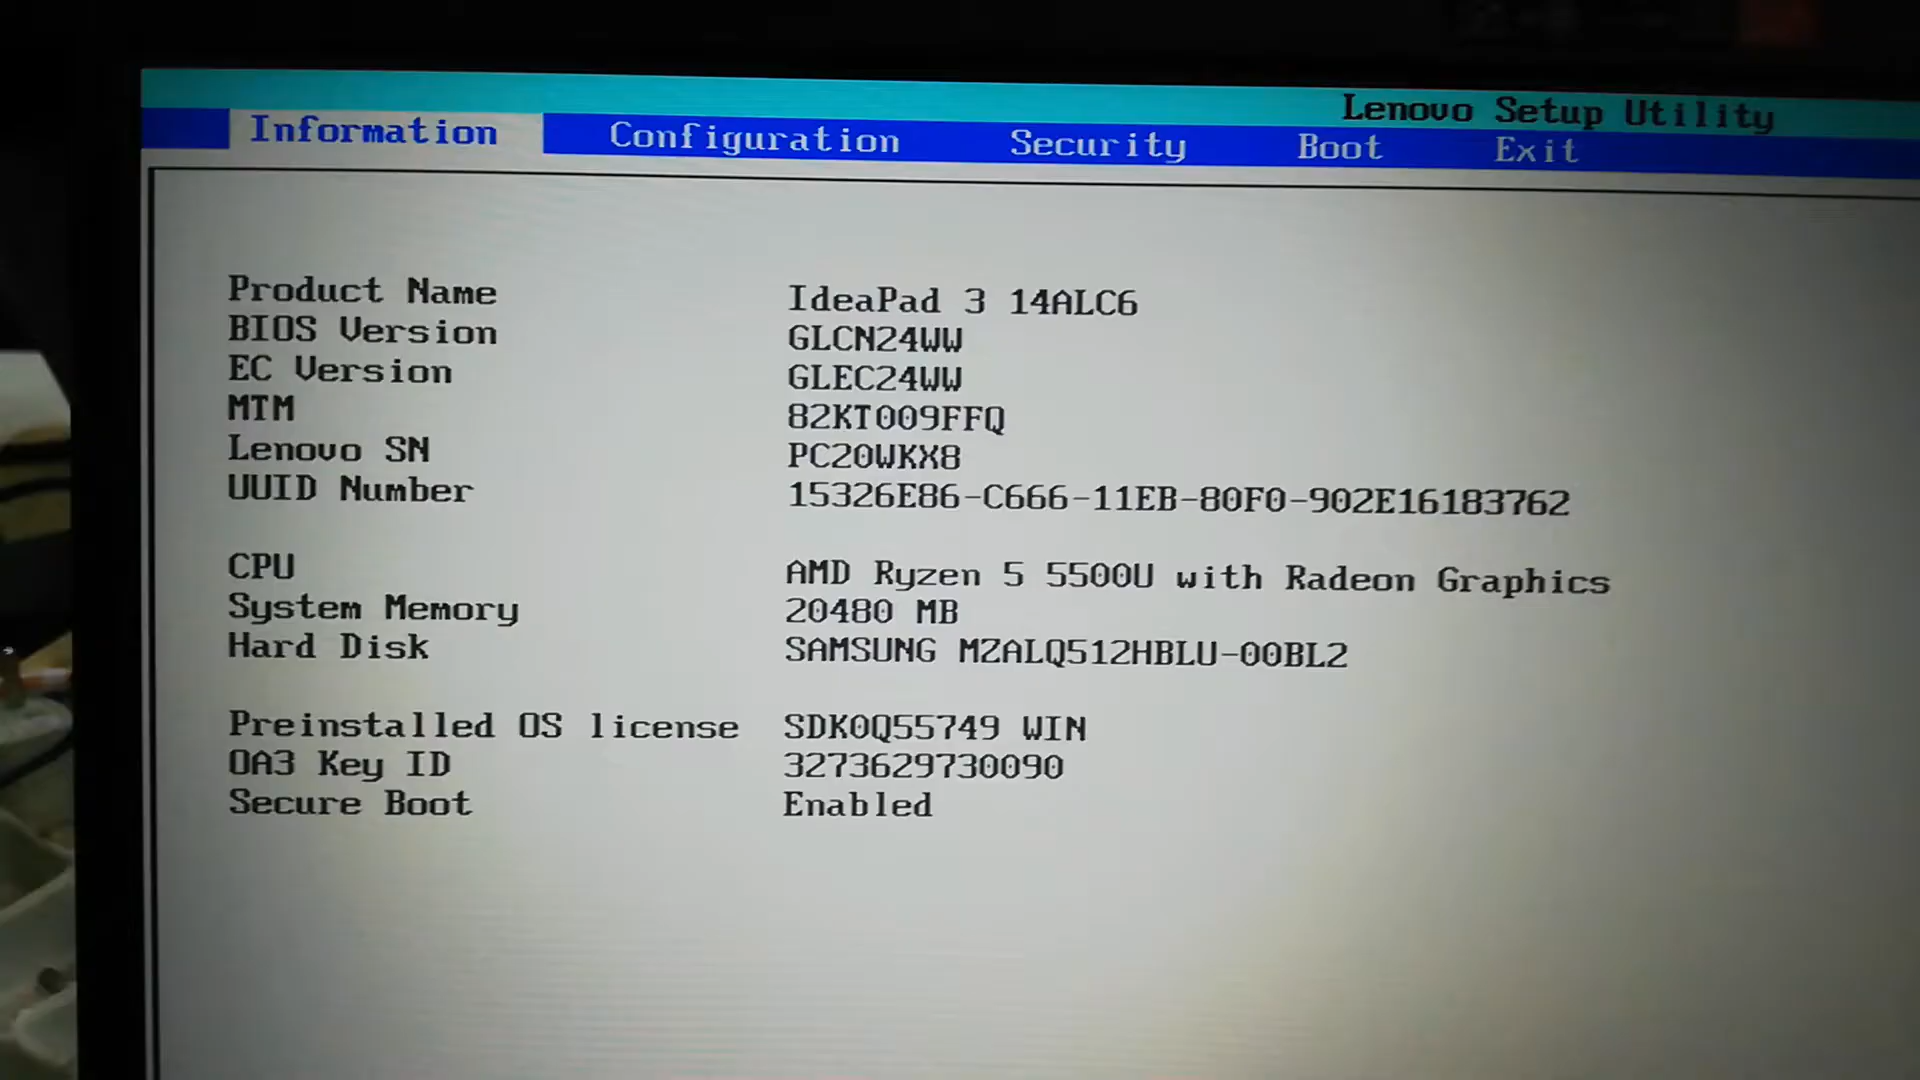 Lenovo Setup Utility
Information Configuration Security Boot Exit
Product Name IdeaPad 3 14ALC6
BIOS Version GLCN24WW
EC Version GLEC24WW
MTM 82KT009FFQ
Lenovo SN PC20WKX8
UUID Number 15326E86-C666-11EB-80F0-902E16183762
CPU AMD Ryzen 5 5500U with Radeon Graphics
System Memory 20480 MB
Hard Disk SAMSUNG MZALQ512HBLU-00BL2
Preinstalled OS license SDK0Q55749 WIN
OA3 Key ID 3273629730090
Secure Boot Enabled